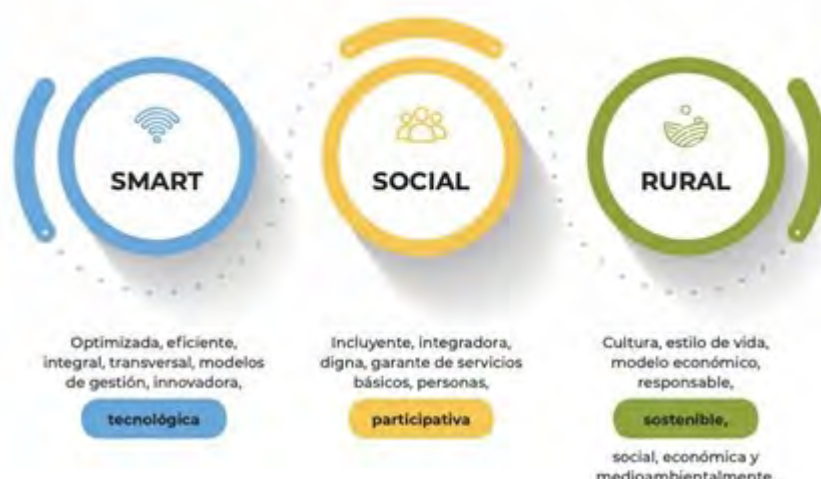 SMART
Optimizada, eficiente,
integral, transversal, modelos
de gestión, innovadora,
tecnológica
SOCIAL
Incluyente, integradora,
digna, garante de servicios
básicos, personas,
participativa
RURAL
Cultura, estilo de vida,
modelo económico,
responsable,
sostenible,
social, económica y
medioambientalmente